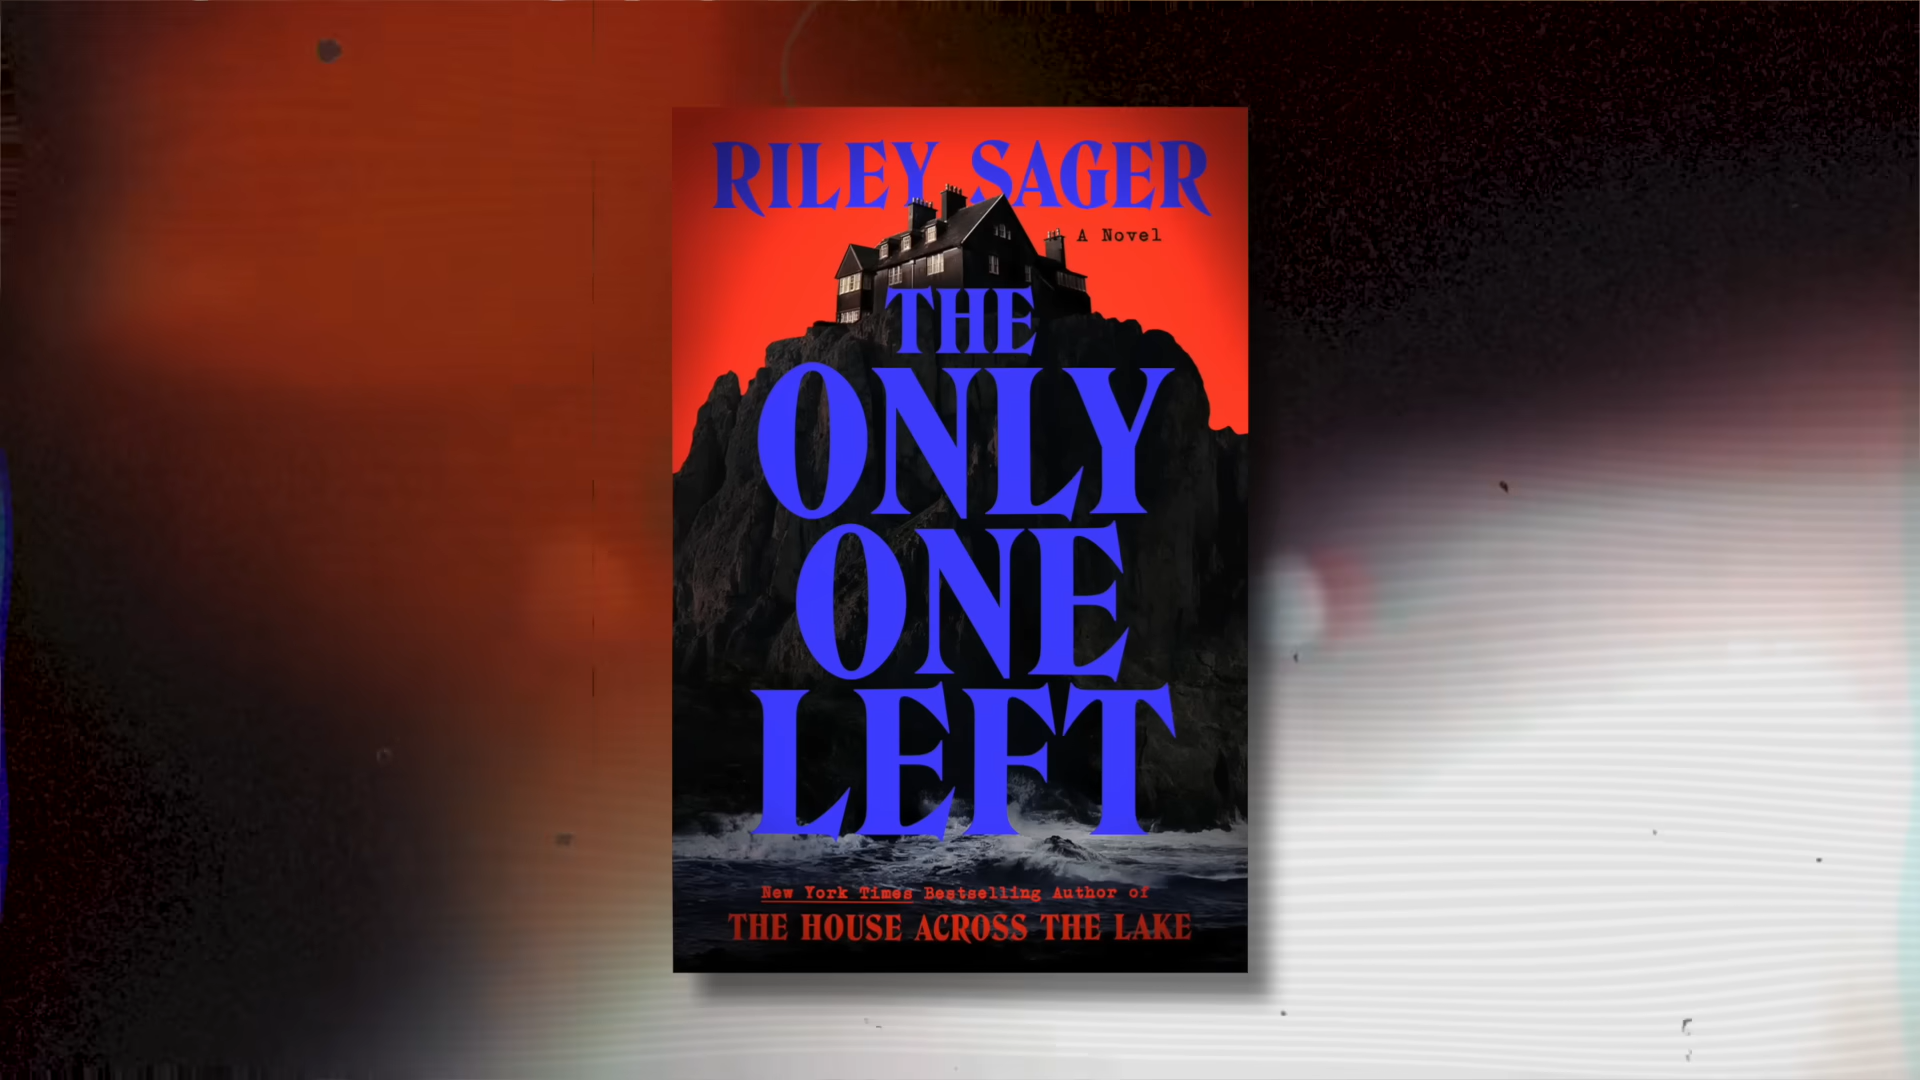 RILEY SAGER
A Novel
THE
ONLY
ONE
LEFT
New York Times Bestselling Author of
THE HOUSE ACROSS THE LAKE